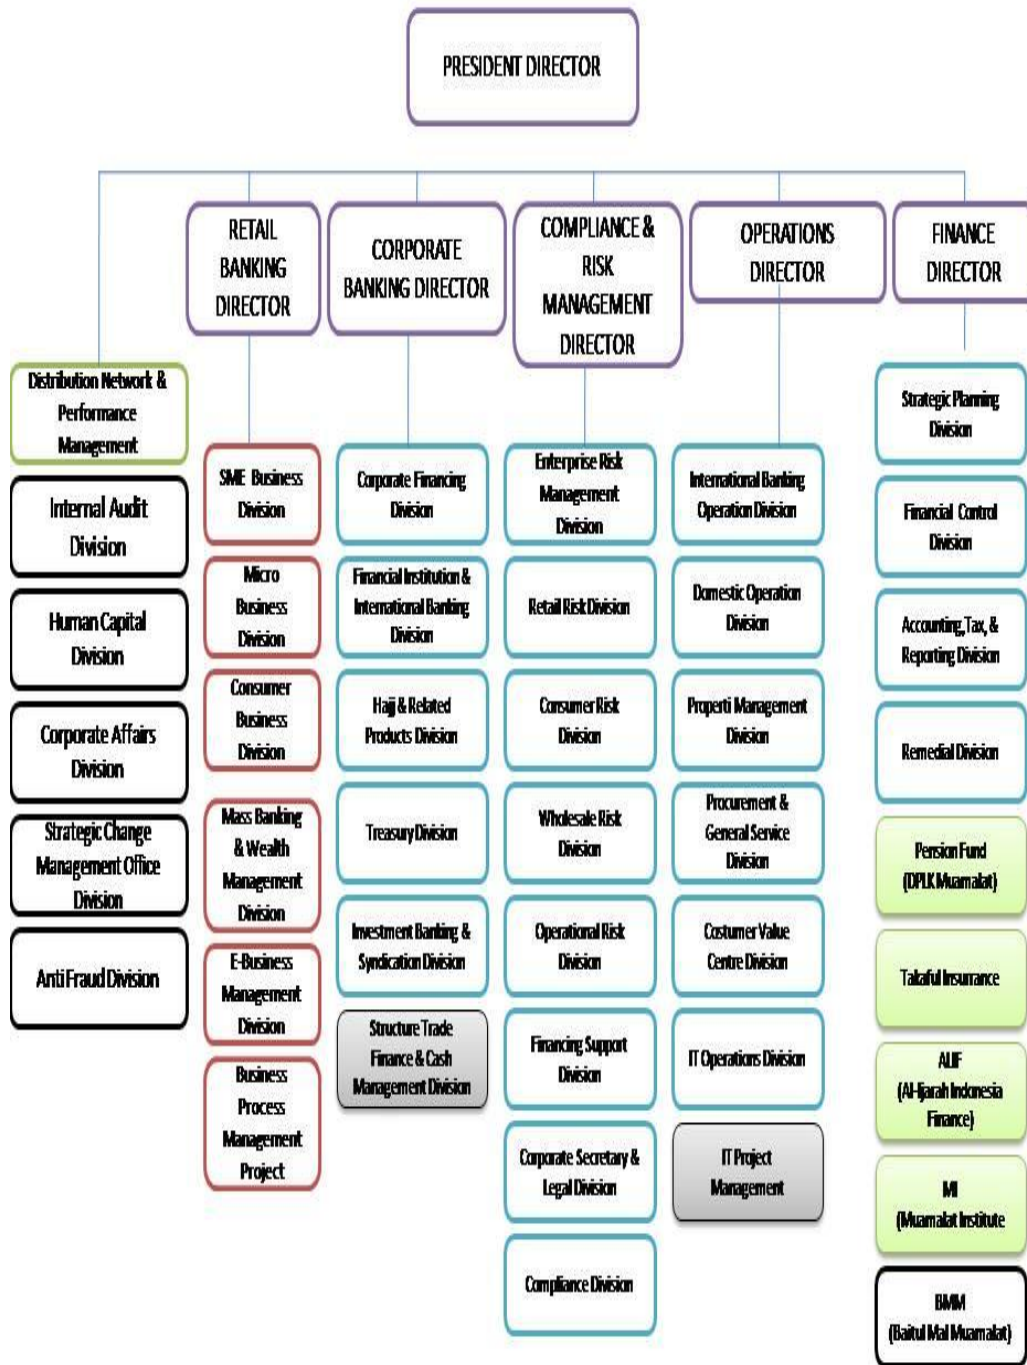 PRESIDENT DIRECTOR
RETAIL
BANKING
DIRECTOR
CORPORATE
BANKING DIRECTOR
COMPLIANCE &
RISK
MANAGEMENT
DIRECTOR
OPERATIONS
DIRECTOR
FINANCE
DIRECTOR
Distribution Network &
Performance
Management
Internal Audit
Division
Human Capital
Division
Corporate Affairs
Division
Strategic Change
Management Office
Division
Anti Fraud Division
SME Business
Division
Micro
Business
Division
Consumer
Business
Division
Mass Banking
& Wealth
Management
Division
E-Business
Management
Division
Business
Process
Management
Project
Corporate Financing
Division
Financial Institution &
International Banking
Division
Hajj & Related
Products Division
Treasury Division
Investment Banking &
Syndication Division
Structure Trade
Finance & Cash
Management Division
Enterprise Risk
Management
Division
Retail Risk Division
Consumer Risk
Division
Wholesale Risk
Division
Operational Risk
Division
Financing Support
Division
Corporate Secretary &
Legal Division
Compliance Division
International Banking
Operation Division
Domestic Operation
Division
Properti Management
Division
Procurement &
General Service
Division
Costumer Value
Centre Division
IT Operations Division
IT Project
Management
Strategic Planning
Division
Financial Control
Division
Accounting,Tax, &
Reporting Division
Remedial Division
Pension Fund
(DPLK Muamalat)
Takaful Insurrance
ALIF
(Al-Ijarah Indonesia
Finance)
MI
(Muamalat Institute
BMM
(Baitul Mal Muamalat)